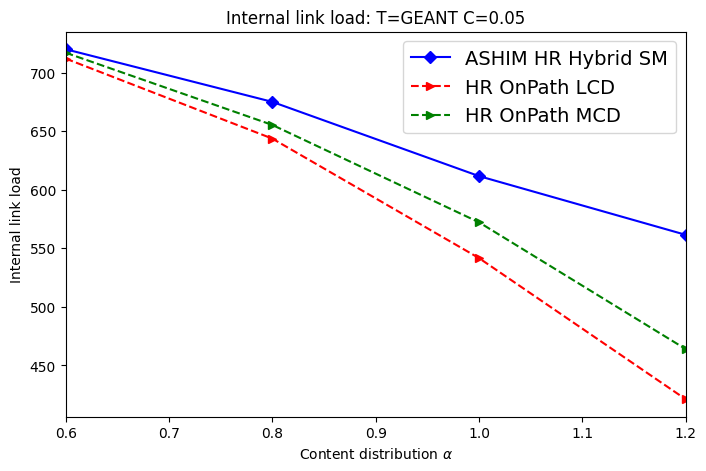 Internal link load: T=GEANT C=0.05
ASHIM HR Hybrid SM
HR OnPath LCD
HR OnPath MCD
Internal link load
700
650
600
550
500
450
0.6
0.7
0.8
0.9
1.0
1.1
1.2
Content distribution α